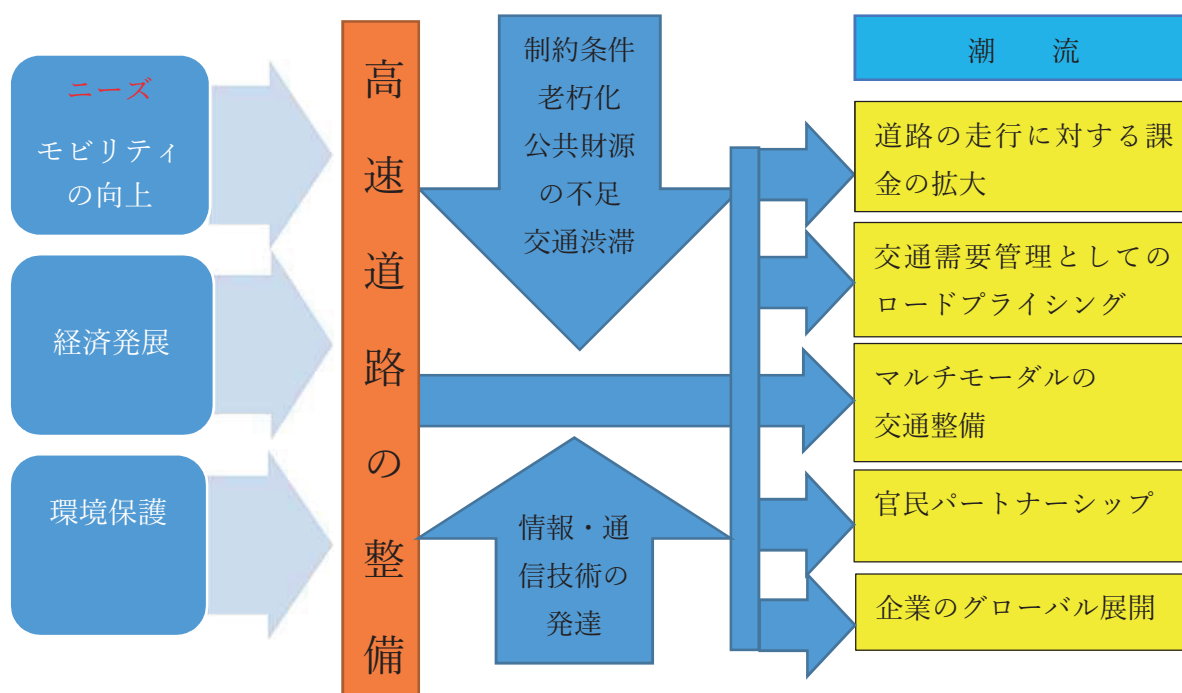 ニーズ
モビリティ
の向上
経済発展
環境保護
高速道路の整備
制約条件
老朽化
公共財源
の不足
交通渋滞
情報・通
信技術の
発達
潮　流
道路の走行に対する課
金の拡大
交通需要管理としての
ロードプライシング
マルチモーダルの
交通整備
官民パートナーシップ
企業のグローバル展開